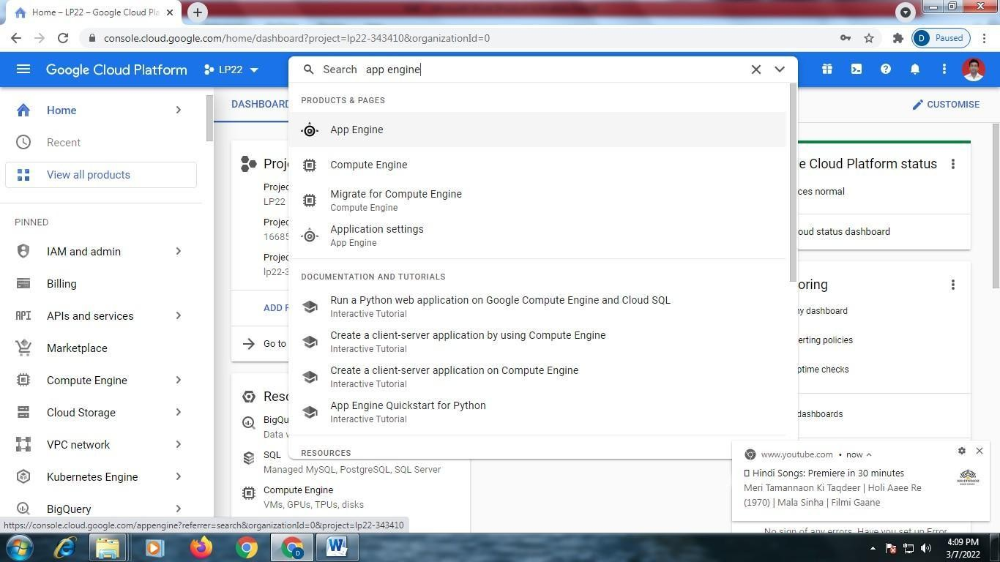 Home – LP22 – Google Cloud Pla
console.cloud.google.com/home/dashboard?project=lp22-343410&organizationId=0
D Paused
Google Cloud Platform
LP22
Search app engine
Home
Recent
View all products
PINNED
IAM and admin
Billing
API APIs and services
Marketplace
Compute Engine
Cloud Storage
VPC network
Kubernetes Engine
BigQuery
DASHBOARD
CUSTOMISE
PRODUCTS & PAGES
App Engine
Compute Engine
Migrate for Compute Engine
Compute Engine
Application settings
App Engine
DOCUMENTATION AND TUTORIALS
Run a Python web application on Google Compute Engine and Cloud SQL
Interactive Tutorial
Create a client-server application by using Compute Engine
Interactive Tutorial
Create a client-server application on Compute Engine
Interactive Tutorial
App Engine Quickstart for Python
Interactive Tutorial
RESOURCES
Proj
Projec
LP22
Projec
16685
Projec
lp22-3
ADD F
Go to
Reso
BigQu
Data w
SQL
Managed MySQL, PostgreSQL, SQL Server
Compute Engine
VMs, GPUs, TPUs, disks
e Cloud Platform status
ces normal
oud status dashboard
oring
ny dashboard
erting policies
ptime checks
dashboards
www.youtube.com • now
Hindi Songs: Premiere in 30 minutes
Meri Tamannaon Ki Taqdeer | Holi Aaee Re
(1970) | Mala Sinha | Filmi Gaane
No sign of any errors. Have you set up Error
https://console.cloud.google.com/appengine?referrer=search&organizationId=0&project=lp22-343410
4:09 PM
3/7/2022